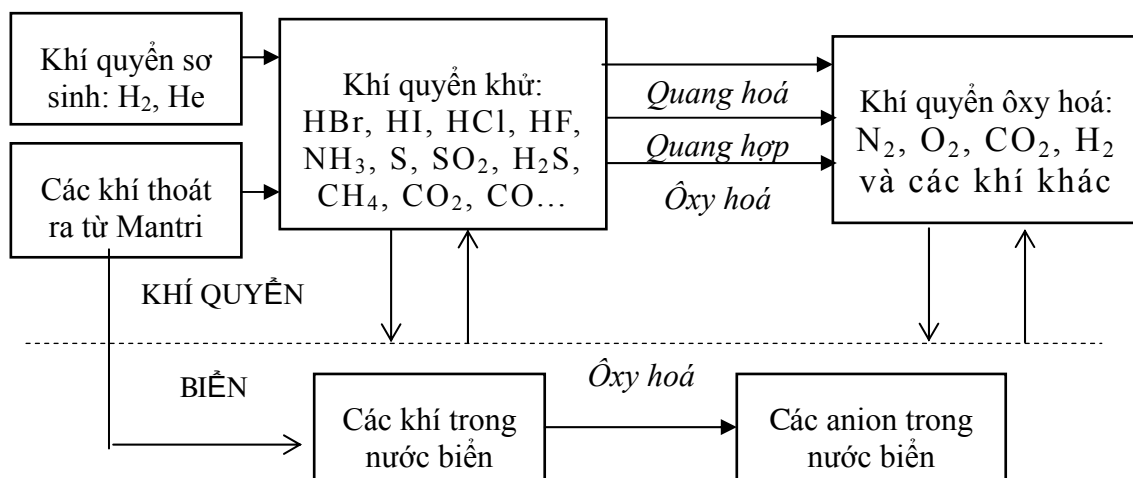 Khí quyển sơ
sinh: H₂, He
Các khí thoát
ra từ Mantri
Khí quyển khử:
HBr, HI, HCl, HF,
NH₃, S, SO₂, H₂S,
CH₄, CO₂, CO…
Quang hoá
Quang hợp
Ôxy hoá
Khí quyển ôxy hoá:
N₂, O₂, CO₂, H₂
và các khí khác
KHÍ QUYỂN
BIỂN
Ôxy hoá
Các khí trong
nước biển
Các anion trong
nước biển